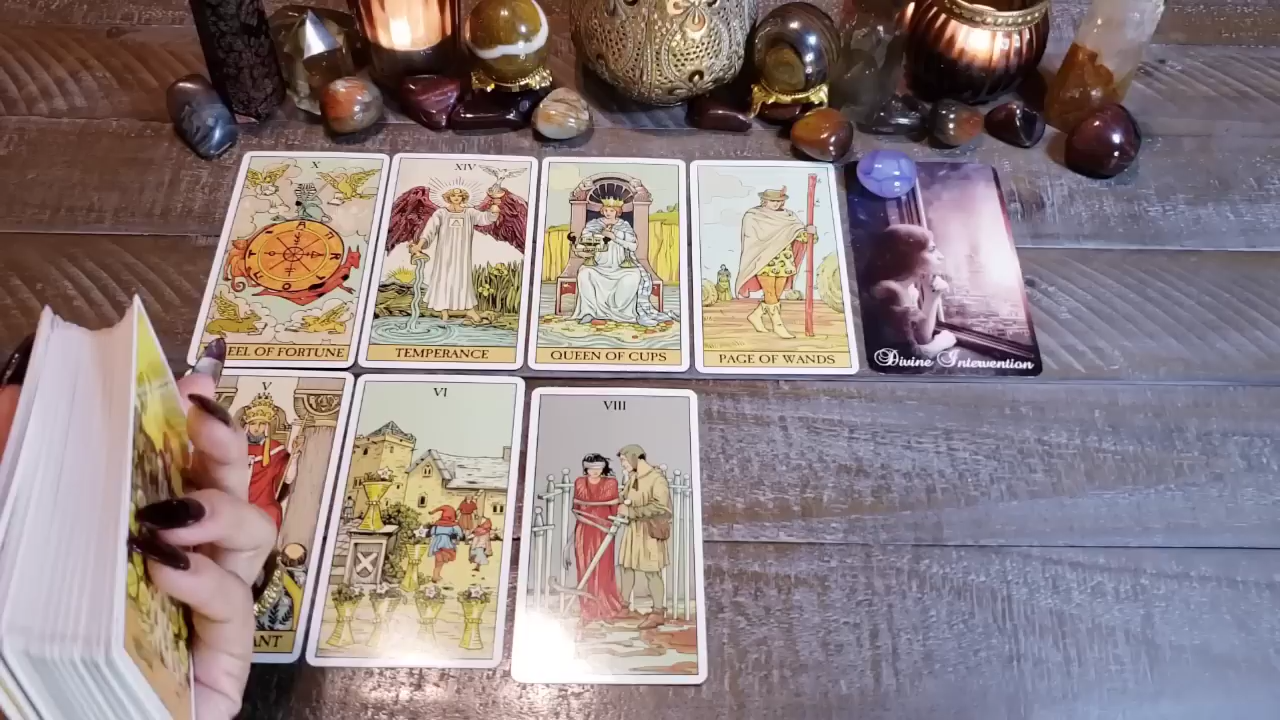 X
EEL OF FORTUNE
XIV
TEMPERANCE
QUEEN OF CUPS
PAGE OF WANDS
Divine Intervention
V
ANT
VI
VIII